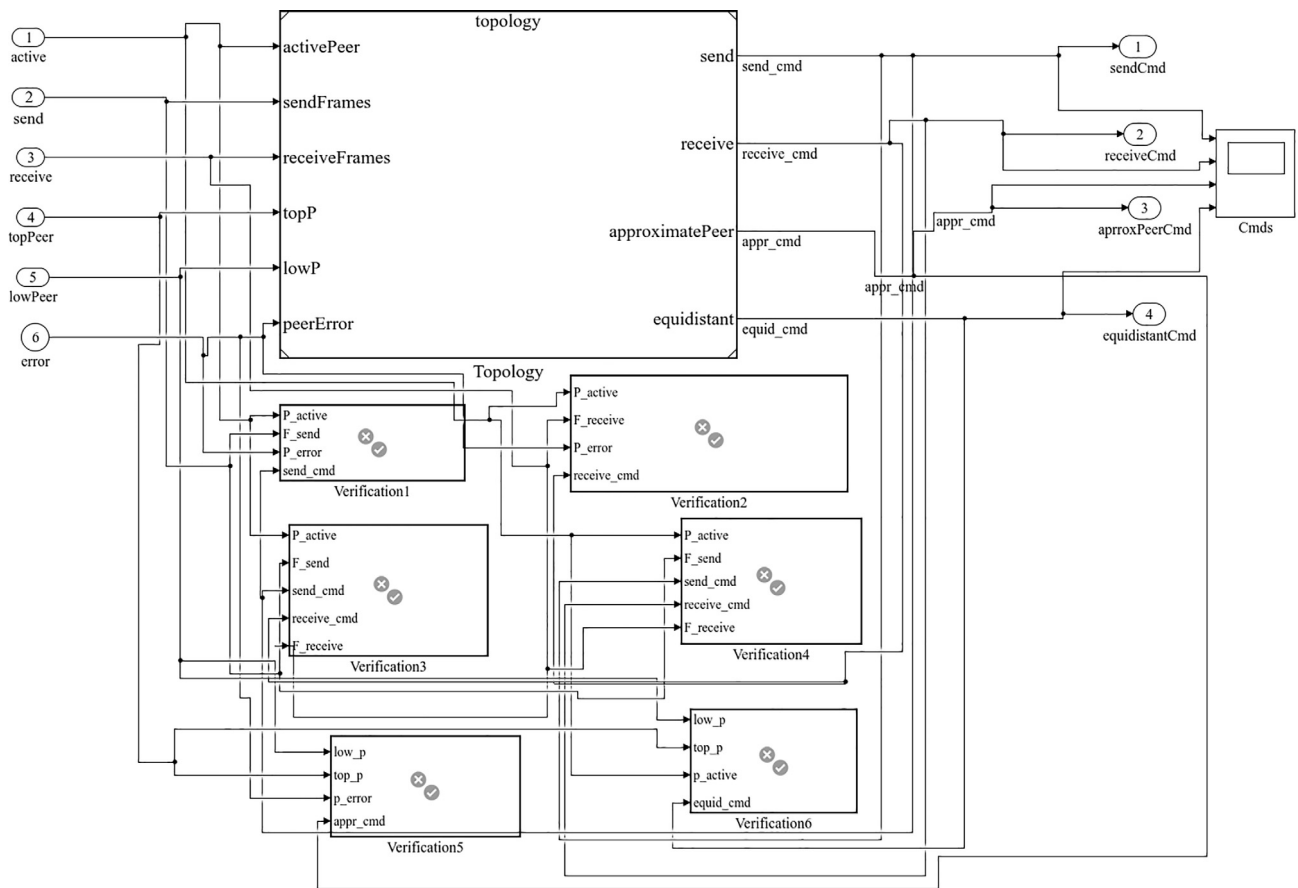 topology
1
active
2
send
3
receive
4
topPeer
5
lowPeer
6
error
activePeer
sendFrames
receiveFrames
topP
lowP
peerError
send
receive
approximatePeer
equidistant
send_cmd
receive_cmd
appr_cmd
appr_cmd
appr_cmd
equid_cmd
1
sendCmd
2
receiveCmd
3
aprroxPeerCmd
4
equidistantCmd
Cmds
Topology
P_active
F_send
P_error
send_cmd
Verification1
P_active
F_receive
P_error
receive_cmd
Verification2
P_active
F_send
send_cmd
receive_cmd
F_receive
Verification3
P_active
F_send
send_cmd
receive_cmd
F_receive
Verification4
low_p
top_p
p_error
appr_cmd
Verification5
low_p
top_p
p_active
equid_cmd
Verification6